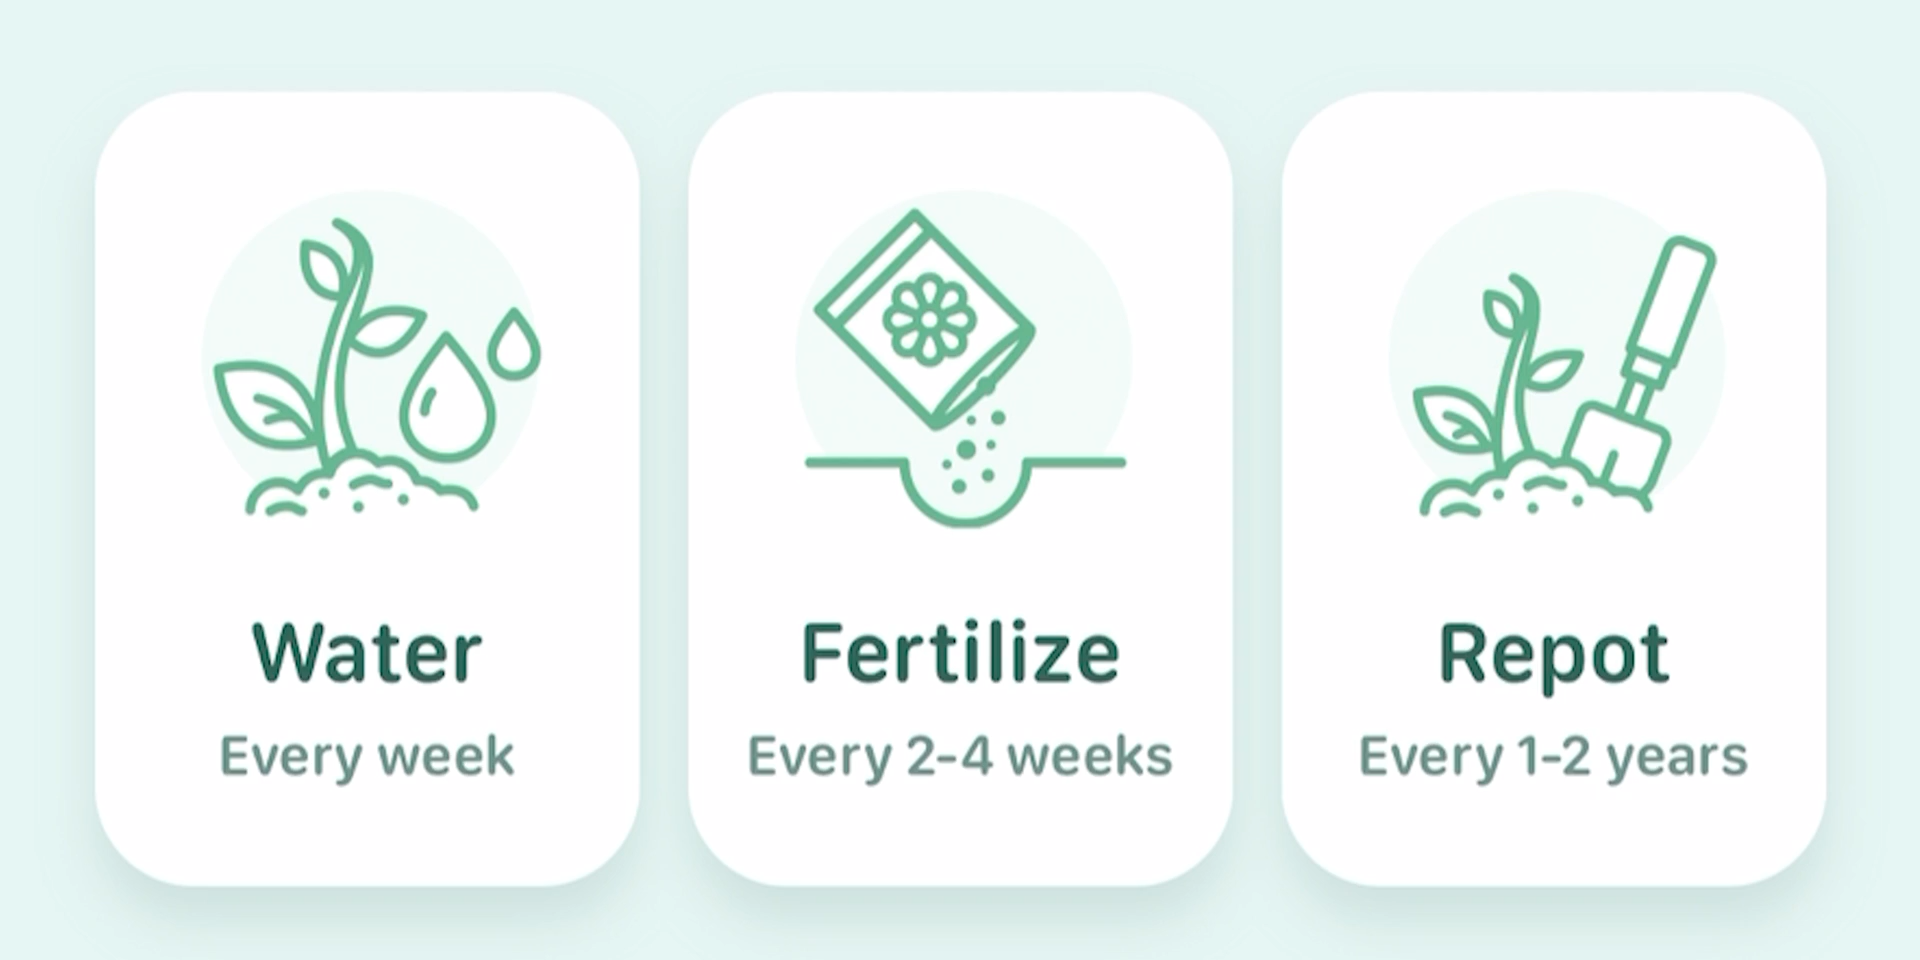 Water
Every week
Fertilize
Every 2-4 weeks
Repot
Every 1-2 years